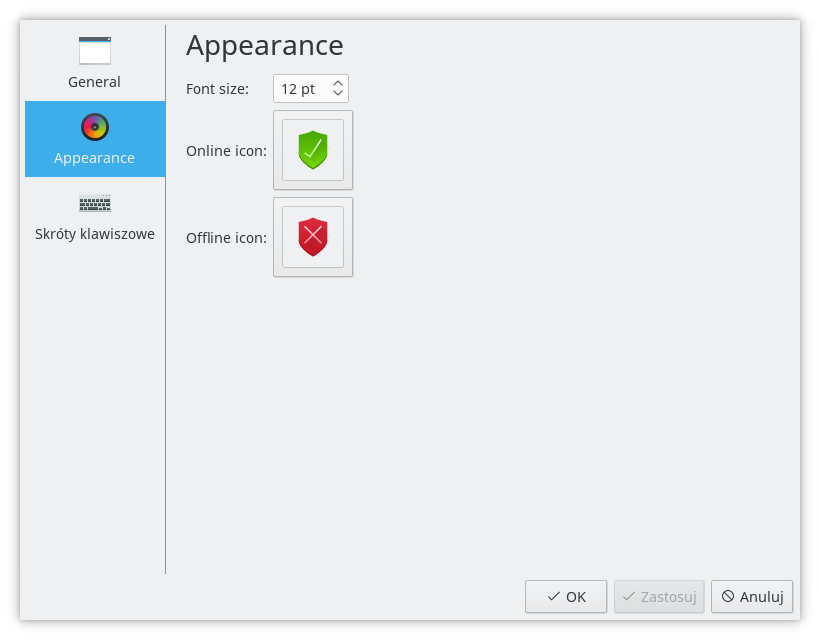 General
Appearance
Skróty klawiszowe
Appearance
Font size: 12 pt
Online icon:
Offline icon:
OK Zastosuj Anuluj